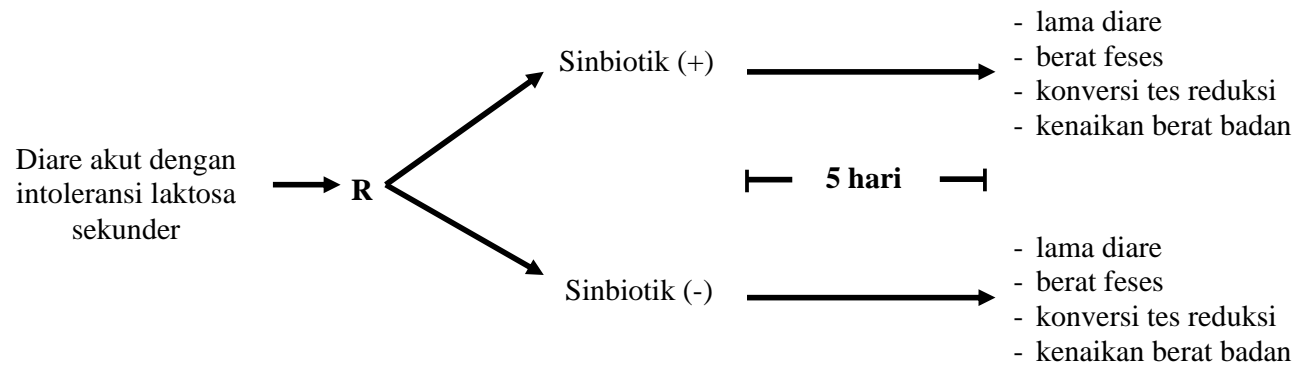 Diare akut dengan
intoleransi laktosa
sekunder
R
Sinbiotik (+)
- lama diare
- berat feses
- konversi tes reduksi
- kenaikan berat badan
5 hari
Sinbiotik (-)
- lama diare
- berat feses
- konversi tes reduksi
- kenaikan berat badan